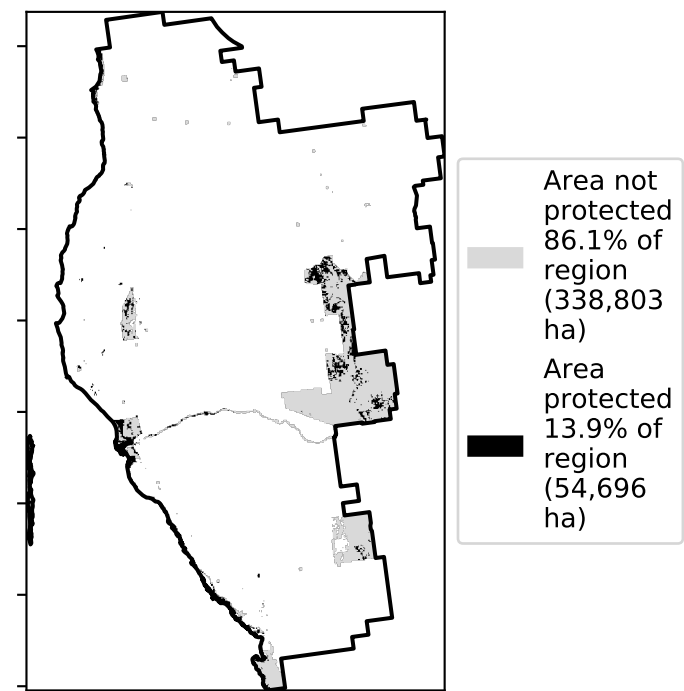 Area not
protected
86.1% of
region
(338,803
ha)
Area
protected
13.9% of
region
(54,696
ha)